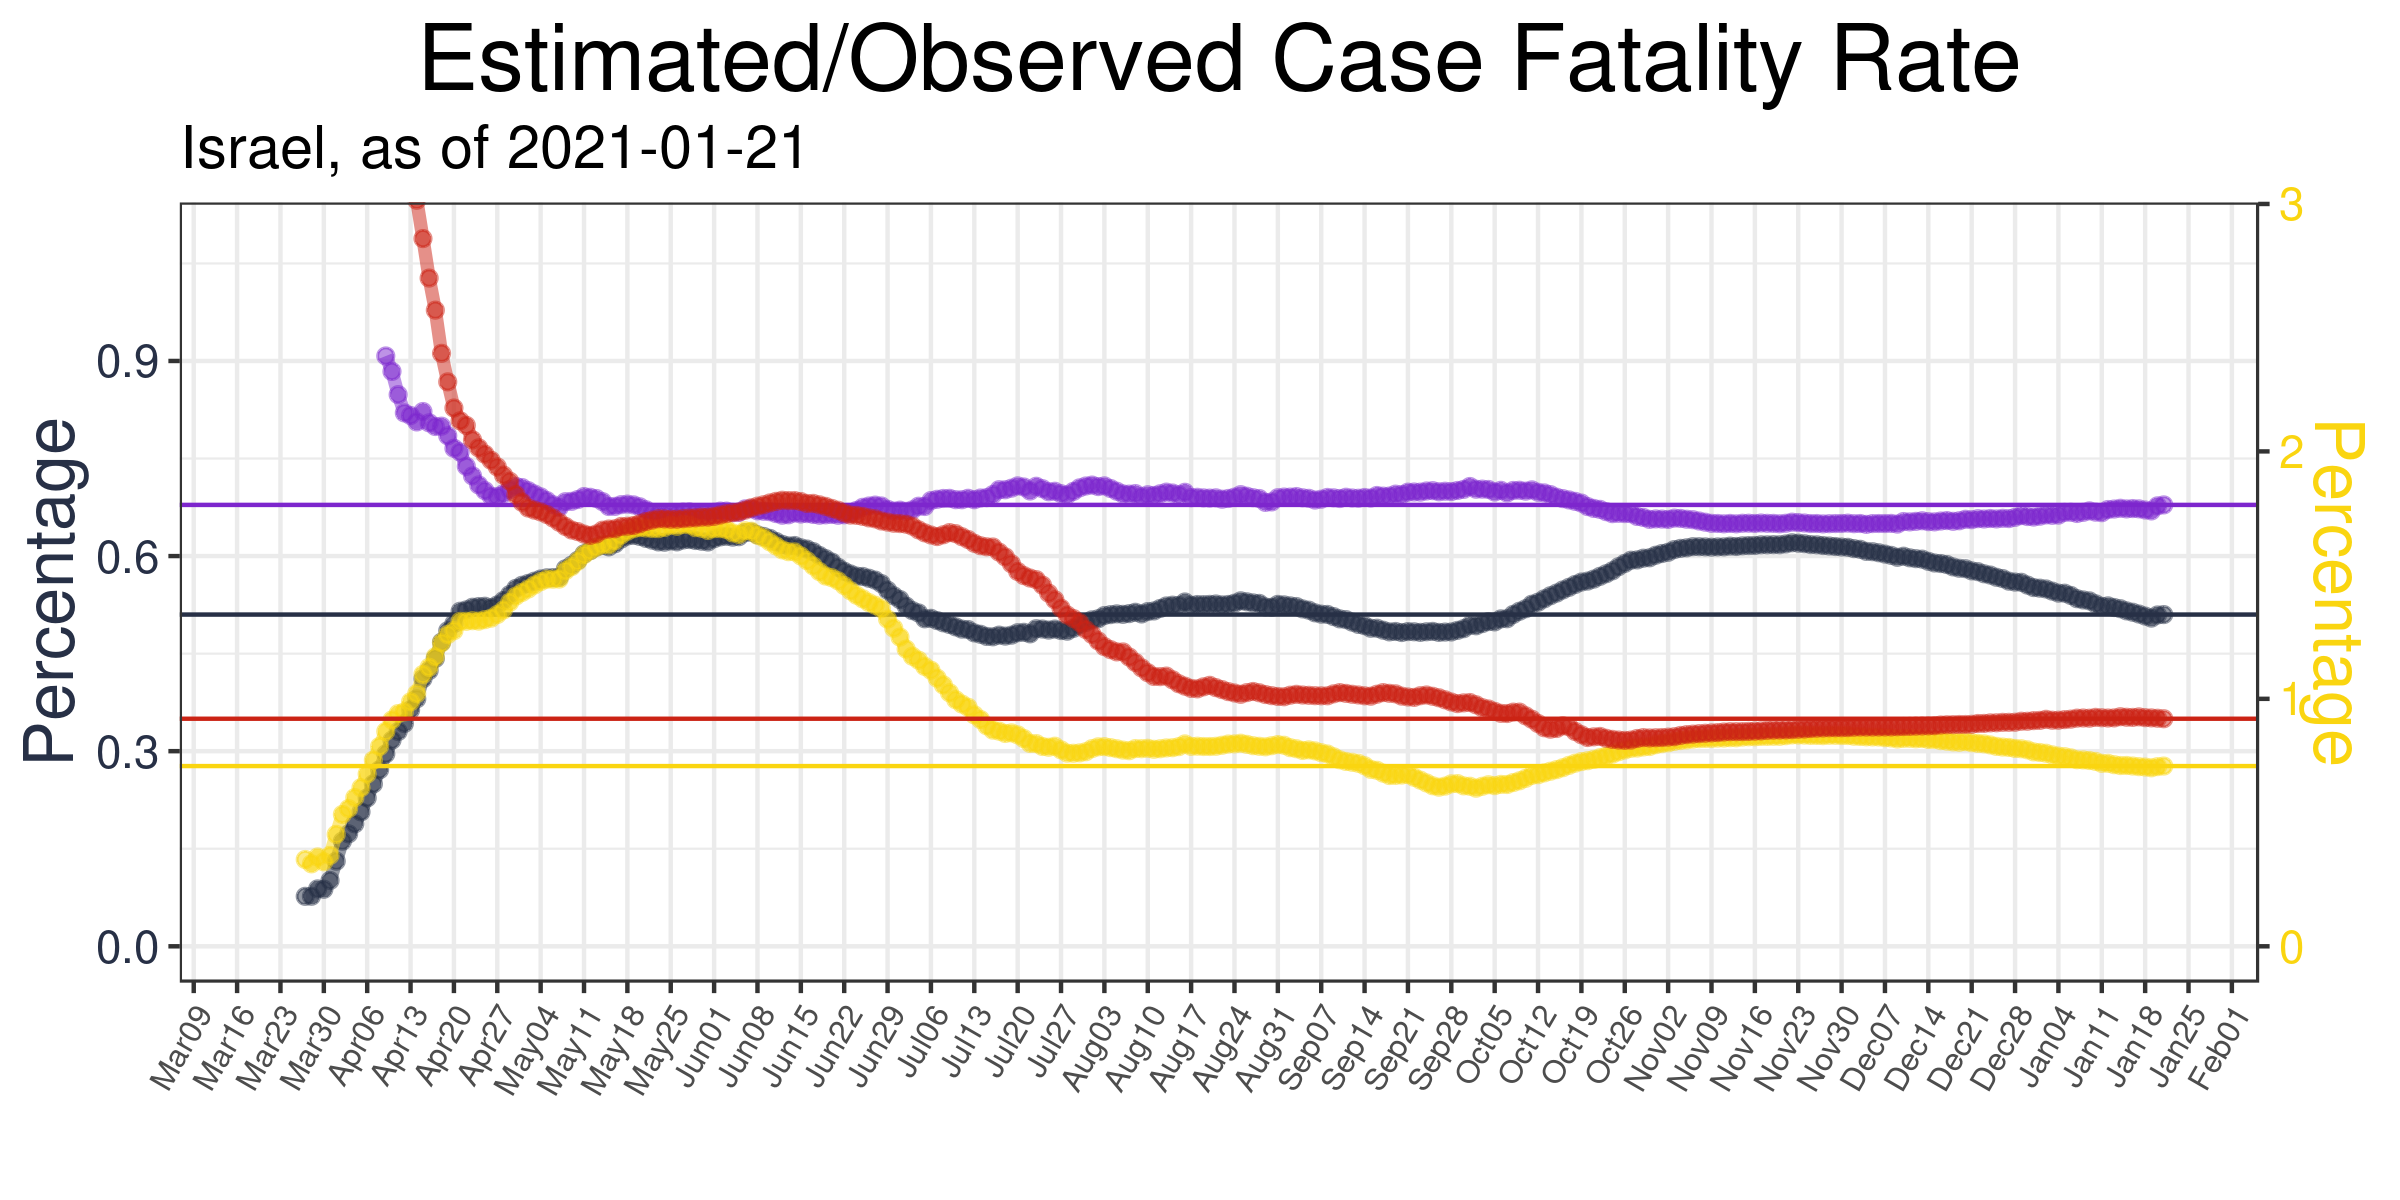 Estimated/Observed Case Fatality Rate
Israel, as of 2021-01-21
Percentage
0.9
0.6
0.3
0.0
3
2
1
0
Percentage
Mar09
Mar16
Mar23
Mar30
Apr06
Apr13
Apr20
Apr27
May04
May11
May18
May25
Jun01
Jun08
Jun15
Jun22
Jun29
Jul06
Jul13
Jul20
Jul27
Aug03
Aug10
Aug17
Aug24
Aug31
Sep07
Sep14
Sep21
Sep28
Oct05
Oct12
Oct19
Oct26
Nov02
Nov09
Nov16
Nov23
Nov30
Dec07
Dec14
Dec21
Dec28
Jan04
Jan11
Jan18
Jan25
Feb01